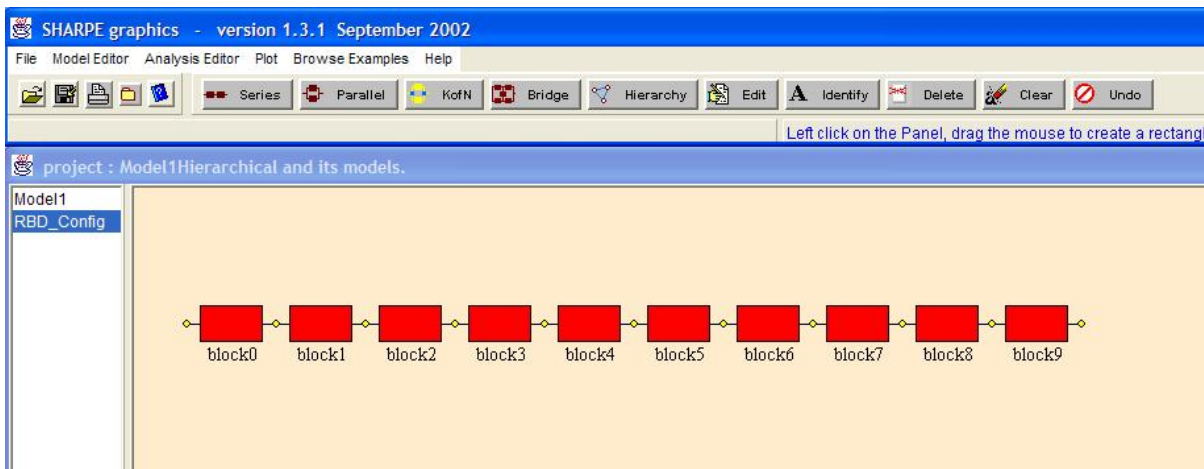 SHARPE graphics - version 1.3.1 September 2002
File Model Editor Analysis Editor Plot Browse Examples Help
Series Parallel KofN Bridge Hierarchy Edit A Identify Delete Clear Undo
Left click on the Panel, drag the mouse to create a rectang
project : Model1Hierarchical and its models.
Model1
RBD_Config
block0 block1 block2 block3 block4 block5 block6 block7 block8 block9